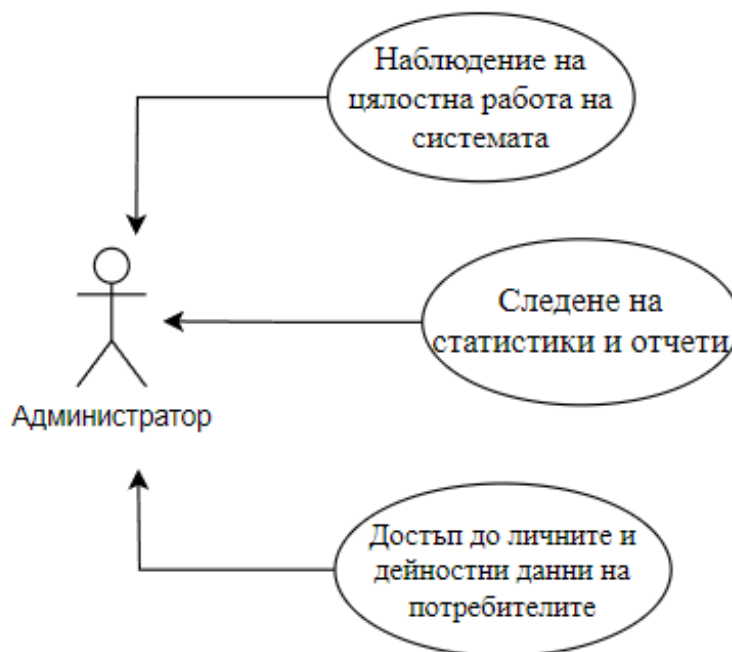 Наблюдение на
цялостна работа на
системата
Следене на
статистики и отчети
Администратор
Достъп до личните и
дейностни данни на
потребителите